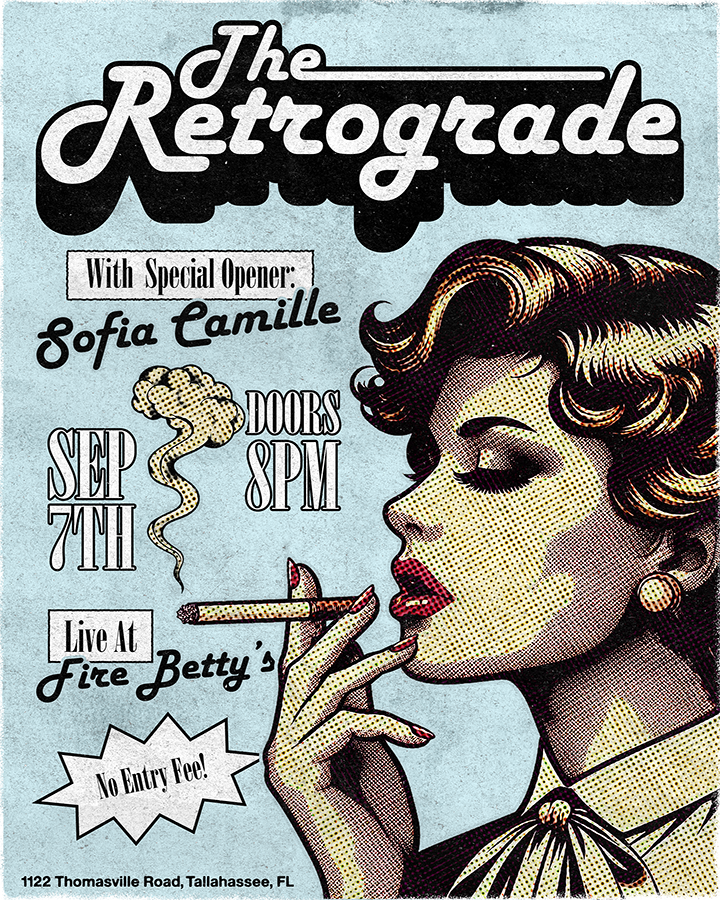 The
Retrograde
With Special Opener:
Sofia Camille
DOORS
8PM
SEP
7TH
Live At
Fire Betty's
No Entry Fee!
1122 Thomasville Road, Tallahassee, FL